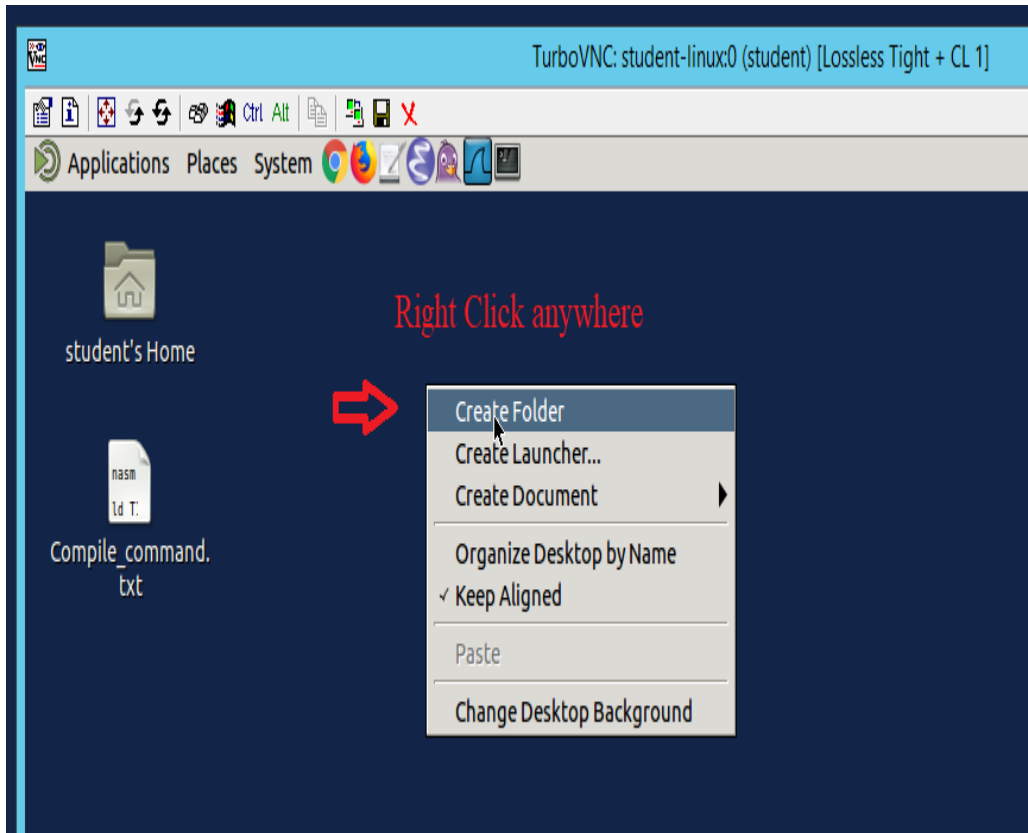 VNC
TurboVNC: student-linux:0 (student) [Lossless Tight + CL 1]
Ctrl Alt
Applications Places System
Right Click anywhere
student's Home
Create Folder
Create Launcher...
Create Document
nasm
ld T:
Compile_command.
txt
Organize Desktop by Name
✓ Keep Aligned
Paste
Change Desktop Background